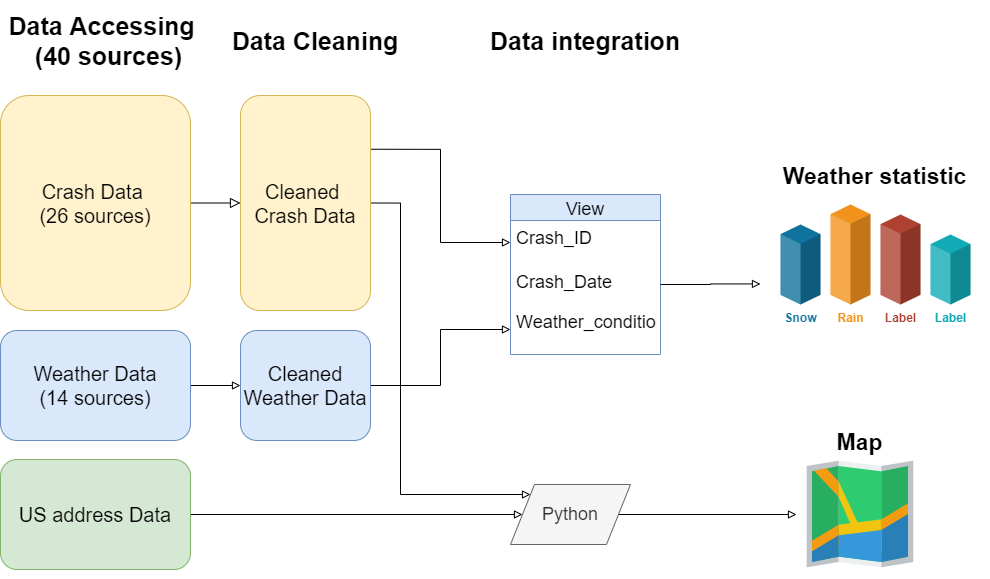 Data Accessing
(40 sources)
Data Cleaning
Data integration
Crash Data
(26 sources)
Cleaned
Crash Data
View
Crash_ID
Crash_Date
Weather_conditio
Weather statistic
Snow
Rain
Label
Label
Weather Data
(14 sources)
Cleaned
Weather Data
US address Data
Python
Map